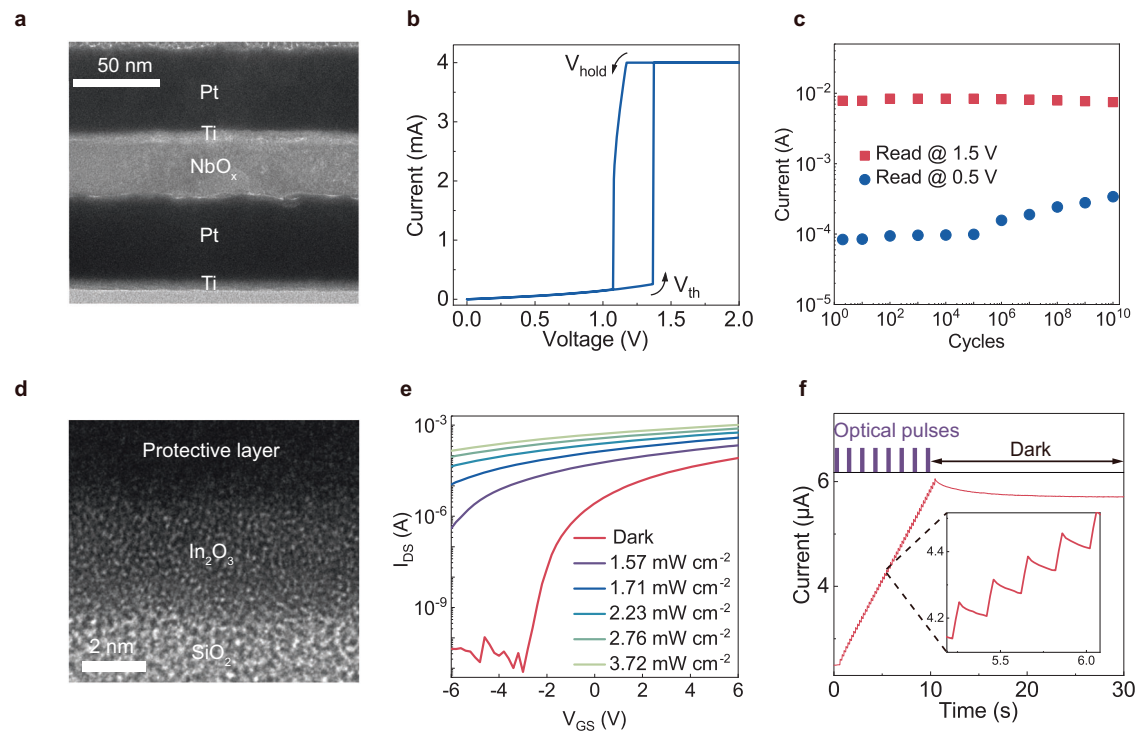 a
50 nm
Pt
Ti
NbOₓ
Pt
Ti
b
Current (mA)
4
3
2
1
0
V_hold
V_th
0.0
0.5
1.0
1.5
2.0
Voltage (V)
c
Current (A)
10⁻²
10⁻³
10⁻⁴
10⁻⁵
Read @ 1.5 V
Read @ 0.5 V
10⁰
10²
10⁴
10⁶
10⁸
10¹⁰
Cycles
d
Protective layer
In₂O₃
SiO₂
2 nm
e
I_DS (A)
10⁻³
10⁻⁶
10⁻⁹
Dark
1.57 mW cm⁻²
1.71 mW cm⁻²
2.23 mW cm⁻²
2.76 mW cm⁻²
3.72 mW cm⁻²
-6
-4
-2
0
2
4
6
V_GS (V)
f
Optical pulses
Dark
Current (µA)
6
4
4.4
4.2
5.5
6.0
0
10
20
30
Time (s)